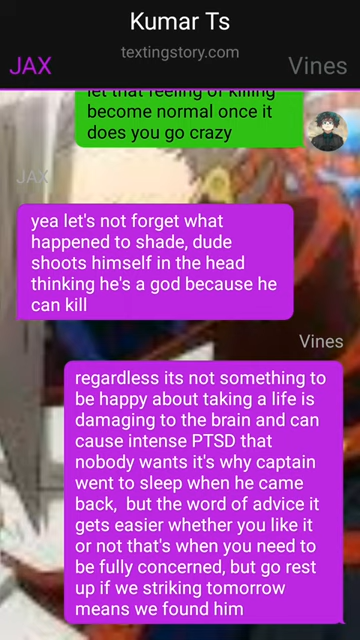 Kumar Ts
textingstory.com
JAX
Vines
let that feeling of killing
become normal once it
does you go crazy
JAX
yea let's not forget what
happened to shade, dude
shoots himself in the head
thinking he's a god because he
can kill
Vines
regardless its not something to
be happy about taking a life is
damaging to the brain and can
cause intense PTSD that
nobody wants it's why captain
went to sleep when he came
back,  but the word of advice it
gets easier whether you like it
or not that's when you need to
be fully concerned, but go rest
up if we striking tomorrow
means we found him